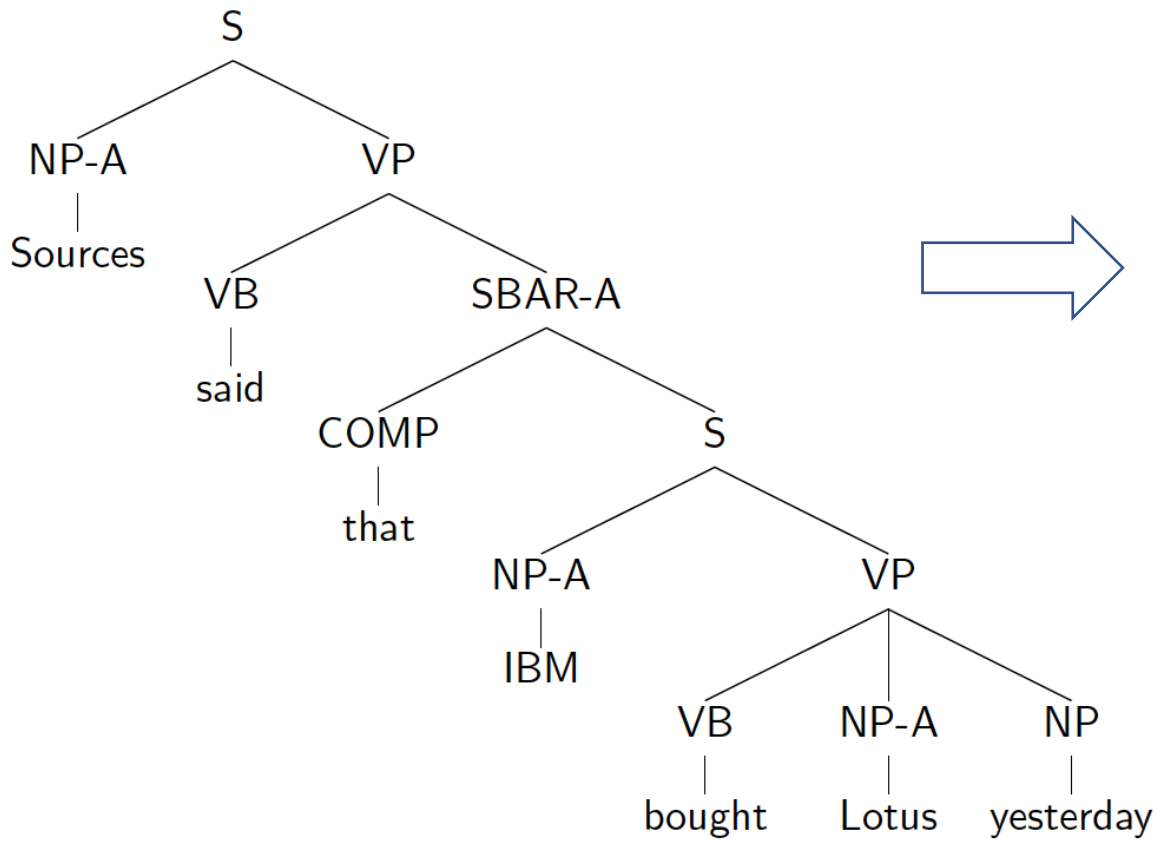 S
NP-A VP
Sources
VB SBAR-A
said
COMP S
that
NP-A VP
IBM
VB NP-A NP
bought Lotus yesterday